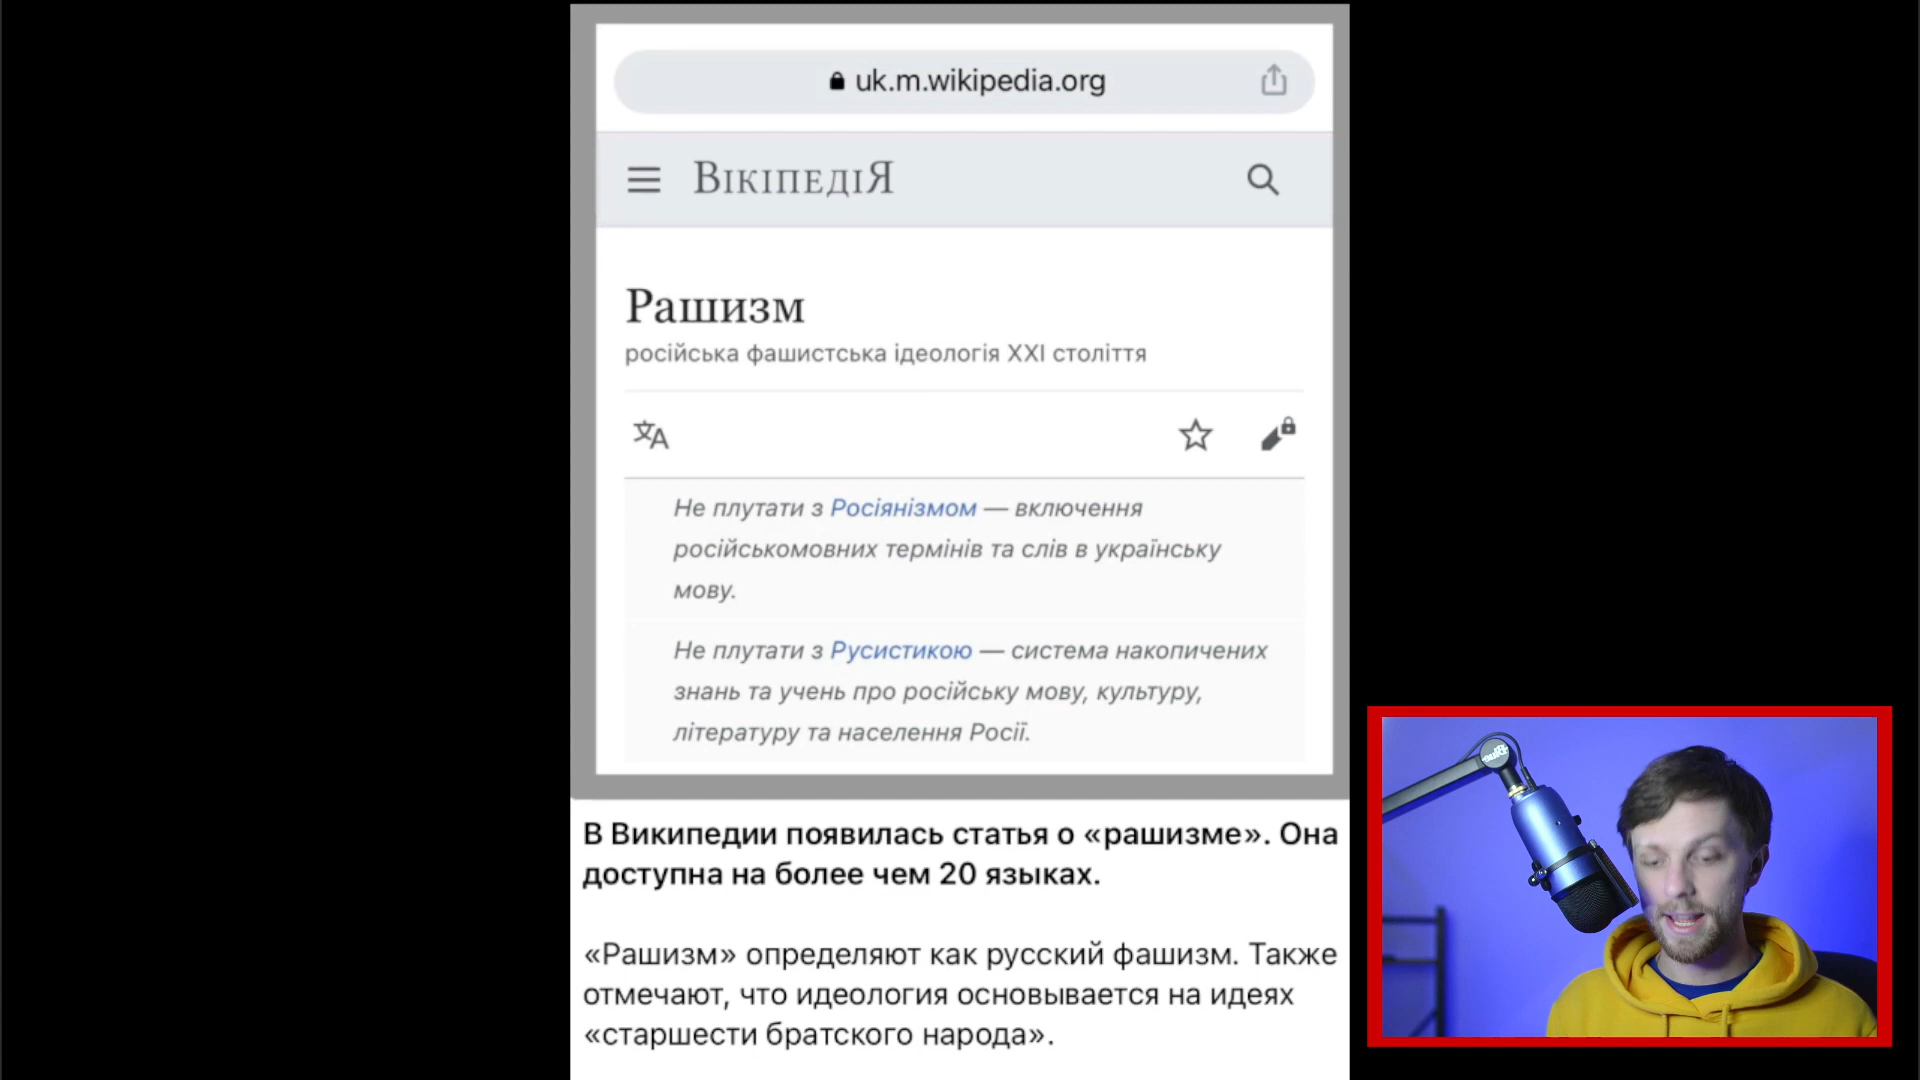 uk.m.wikipedia.org
ВікіпедіЯ
Рашизм
російська фашистська ідеологія XXI століття
Не плутати з Росіянізмом — включення
російськомовних термінів та слів в українську
мову.
Не плутати з Русистикою — система накопичених
знань та учень про російську мову, культуру,
літературу та населення Росії.
В Википедии появилась статья о «рашизме». Она
доступна на более чем 20 языках.
«Рашизм» определяют как русский фашизм. Также
отмечают, что идеология основывается на идеях
«старшести братского народа».